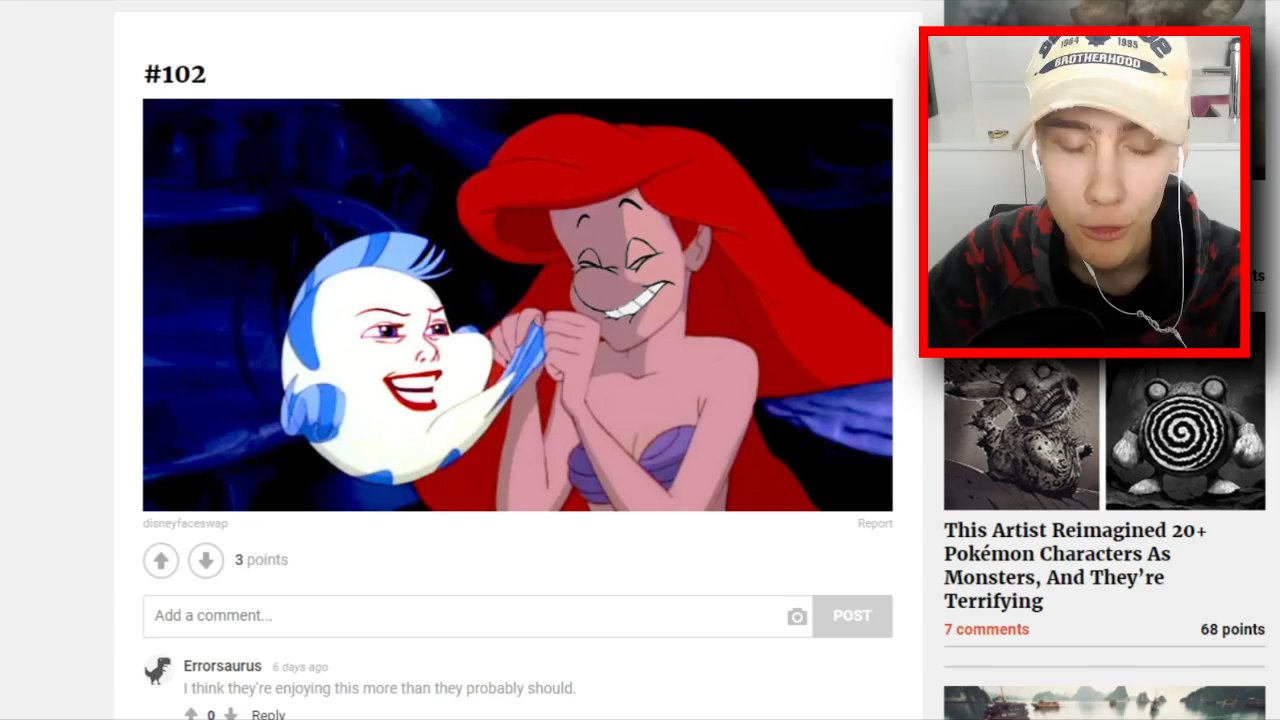 #102
disneyfaceswap
Report
3 points
Add a comment...
POST
Errorsaurus 6 days ago
I think they're enjoying this more than they probably should.
0 Reply
1964 1995
BROTHERHOOD
This Artist Reimagined 20+
Pokémon Characters As
Monsters, And They’re
Terrifying
7 comments 68 points